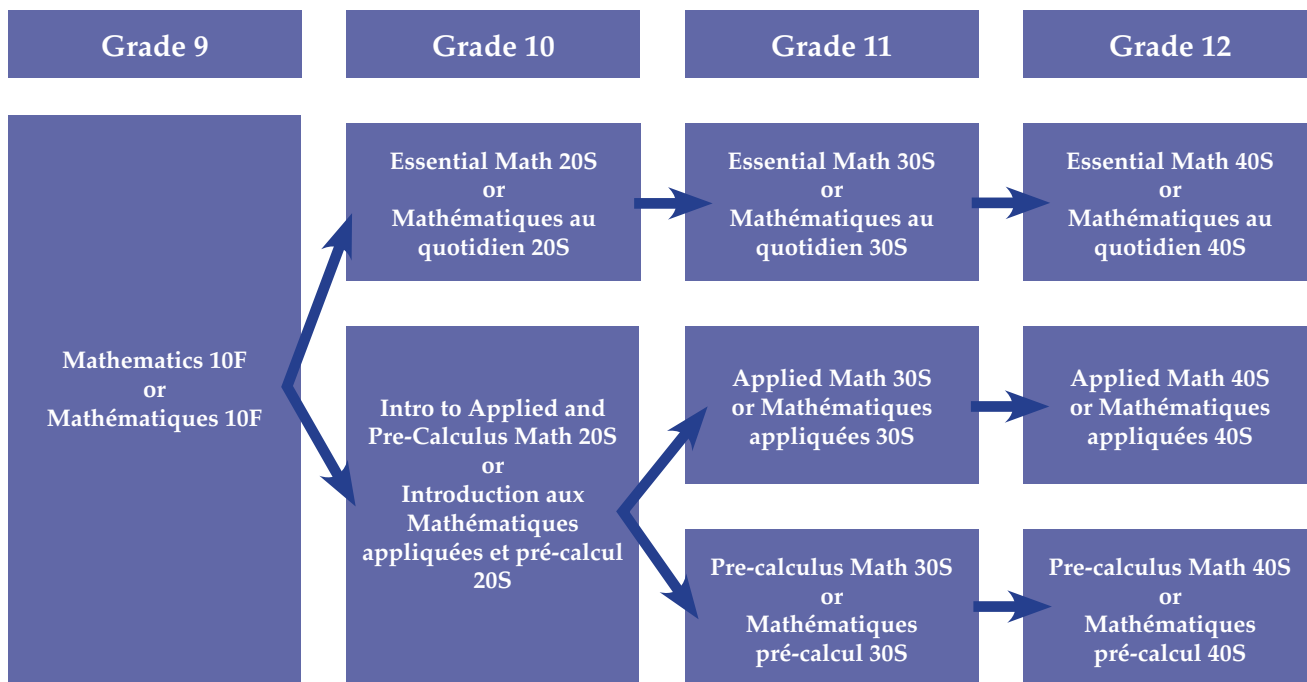 Grade 9
Grade 10
Grade 11
Grade 12
Mathematics 10F
or
Mathématiques 10F
Essential Math 20S
or
Mathématiques au
quotidien 20S
Intro to Applied and
Pre-Calculus Math 20S
or
Introduction aux
Mathématiques
appliquées et pré-calcul
20S
Essential Math 30S
or
Mathématiques au
quotidien 30S
Applied Math 30S
or Mathématiques
appliquées 30S
Pre-calculus Math 30S
or
Mathématiques
pré-calcul 30S
Essential Math 40S
or
Mathématiques au
quotidien 40S
Applied Math 40S
or Mathématiques
appliquées 40S
Pre-calculus Math 40S
or
Mathématiques
pré-calcul 40S